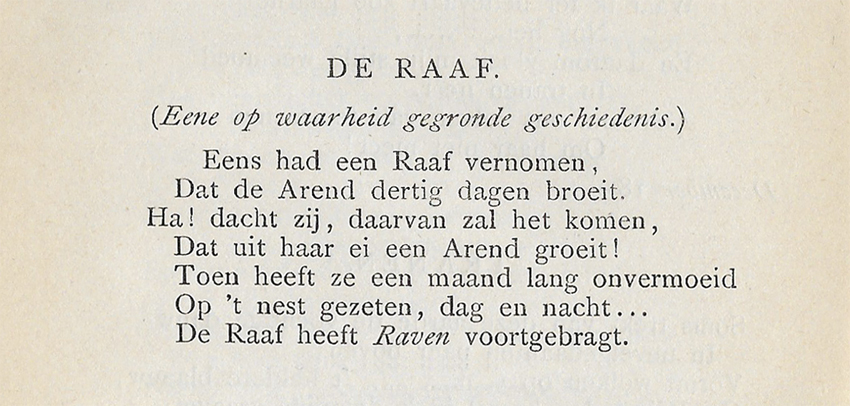 DE RAAF.
(Eene op waarheid gegronde geschiedenis.)
Eens had een Raaf vernomen,
Dat de Arend dertig dagen broeit.
Ha! dacht zij, daarvan zal het komen,
Dat uit haar ei een Arend groeit!
Toen heeft ze een maand lang onvermoeid
Op 't nest gezeten, dag en nacht...
De Raaf heeft Raven voortgebragt.